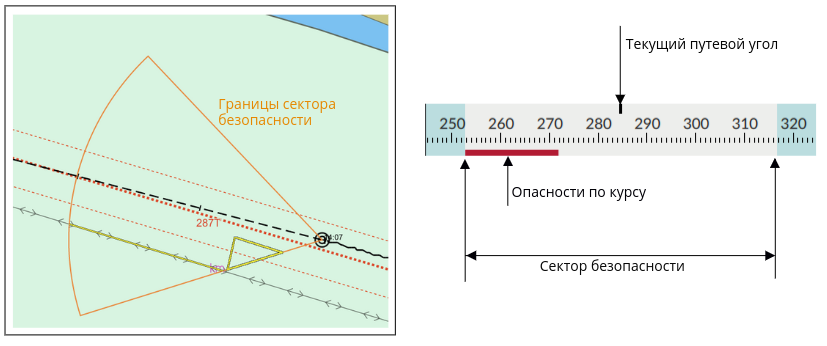 Границы сектора
безопасности
287T
Текущий путевой угол
250 260 270 280 290 300 310 320
Опасности по курсу
Сектор безопасности